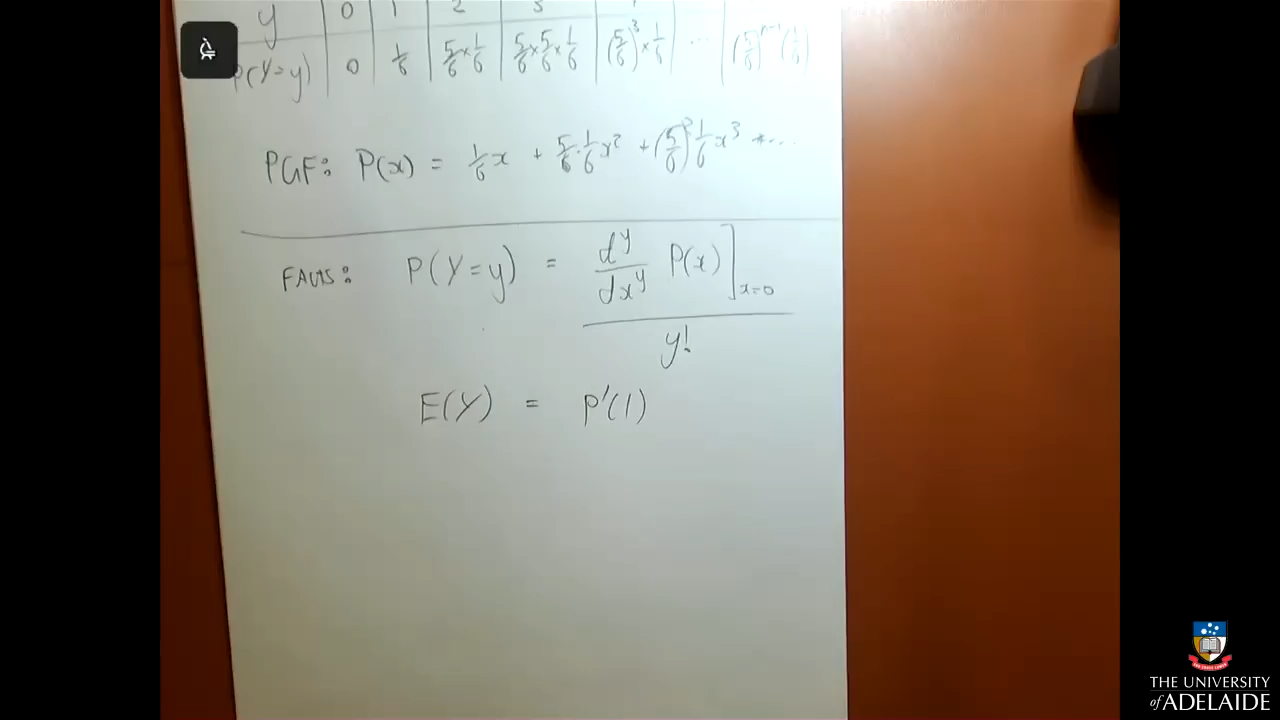 y 0 1 2 3
P(Y=y) 0 1/6 5/6×1/6 5/6×5/6×1/6 (5/6)^3×1/6 ... (5/6)^{n-1}(1/6)
PGF: P(x) = 1/6 x + 5/6·1/6 x^2 + (5/6)^2 1/6 x^3 + ...
FACTS: P(Y=y) = d^y/dx^y P(x)]_{x=0} / y!
E(Y) = P'(1)
THE UNIVERSITY
of ADELAIDE